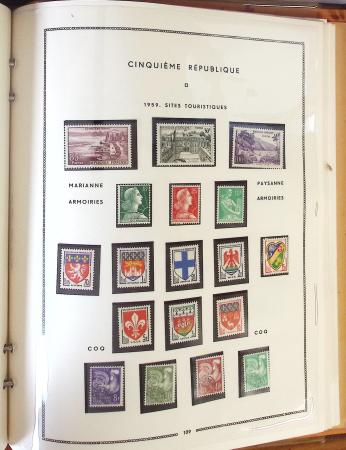 CINQUIÈME RÉPUBLIQUE
1959. SITES TOURISTIQUES
MARIANNE
ARMOIRIES
PAYSANNE
ARMOIRIES
COQ
COQ
109